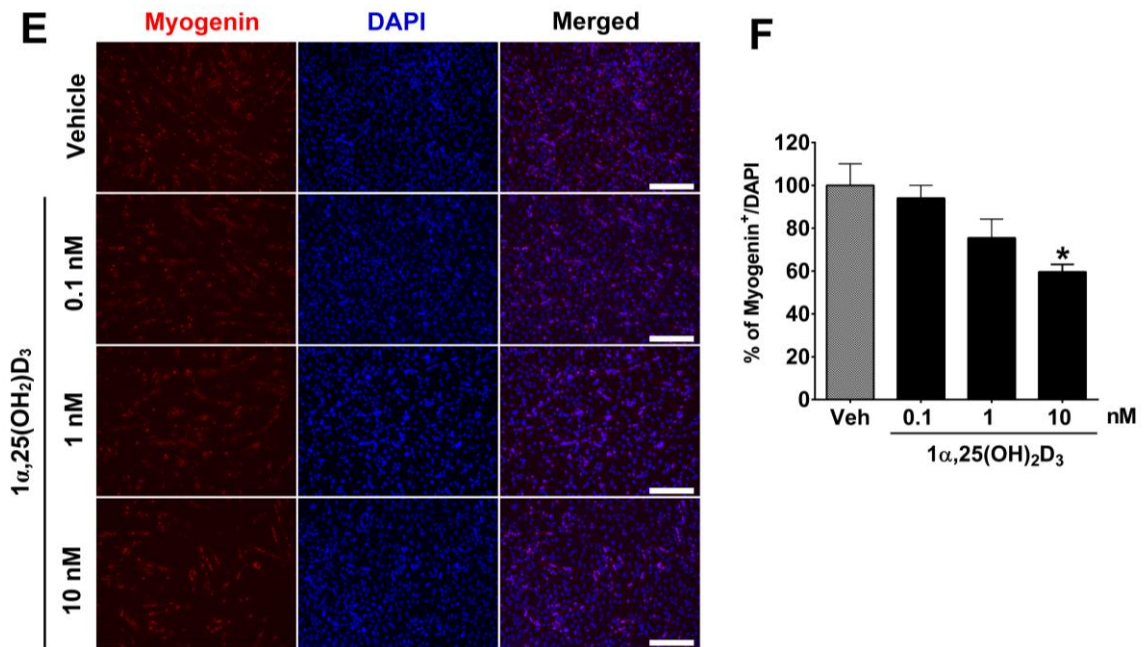 E
Myogenin
DAPI
Merged
Vehicle
0.1 nM
1 nM
10 nM
1α,25(OH₂)D₃
F
% of Myogenin⁺/DAPI
120
100
80
60
40
20
0
*
Veh
0.1
1
10
nM
1α,25(OH)₂D₃